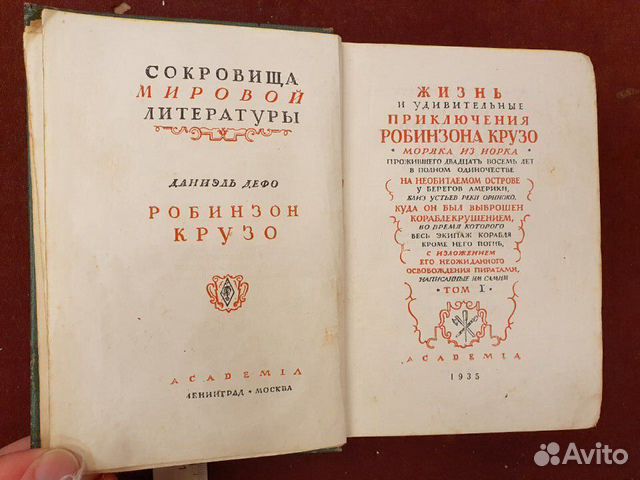 СОКРОВИЩА
МИРОВОЙ
ЛИТЕРАТУРЫ
ДАНИЭЛЬ ДЕФО
РОБИНЗОН
КРУЗО
ACADEMIA
ЛЕНИНГРАД • МОСКВА
ЖИЗНЬ
И УДИВИТЕЛЬНЫЕ
ПРИКЛЮЧЕНИЯ
РОБИНЗОНА КРУЗО
• МОРЯКА ИЗ ИОРКА •
ПРОЖИВШЕГО ДВАДЦАТЬ ВОСЕМЬ ЛЕТ
В ПОЛНОМ ОДИНОЧЕСТВЕ
НА НЕОБИТАЕМОМ ОСТРОВЕ
У БЕРЕГОВ АМЕРИКИ,
БЛИЗ УСТЬЕВ РЕКИ ОРИНОКО,
КУДА ОН БЫЛ ВЫБРОШЕН
КОРАБЛЕКРУШЕНИЕМ,
ВО ВРЕМЯ КОТОРОГО
ВЕСЬ ЭКИПАЖ КОРАБЛЯ
КРОМЕ НЕГО ПОГИБ,
С ИЗЛОЖЕНИЕМ
ЕГО НЕОЖИДАННОГО
ОСВОБОЖДЕНИЯ ПИРАТАМИ,
НАПИСАННЫЕ ИМ САМИМ
• ТОМ I •
ACADEMIA
1935
Avito